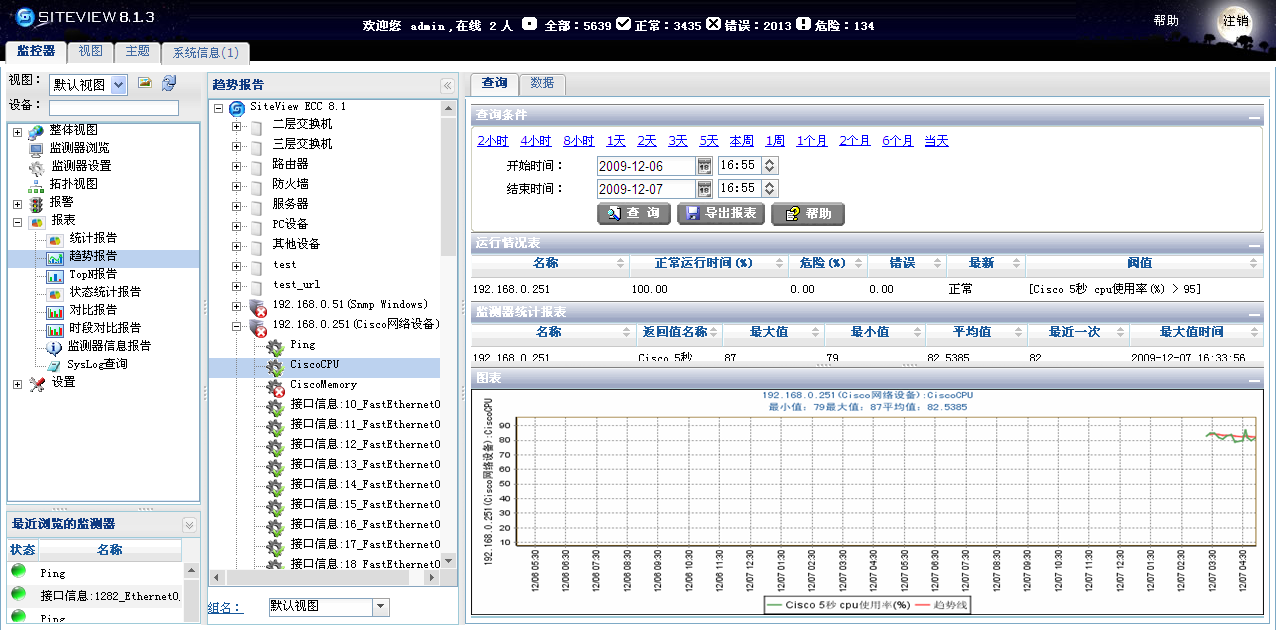 SITEVIEW 8.1.3
欢迎您 admin,在线 2 人 全部：5639 正常：3435 错误：2013 危险：134
帮助
注销
监控器 视图 主题 系统信息(1)
视图： 默认视图
设备：
整体视图
监测器浏览
监测器设置
拓扑视图
报警
报表
统计报告
趋势报告
TopN报告
状态统计报告
对比报告
时段对比报告
监测器信息报告
SysLog查询
设置
最近浏览的监测器
状态 名称
Ping
接口信息:1282_Ethernet0,
Ping
趋势报告
SiteView ECC 8.1
二层交换机
三层交换机
路由器
防火墙
服务器
PC设备
其他设备
test
test_url
192.168.0.51(Snmp Windows)
192.168.0.251(Cisco网络设备)
Ping
CiscoCPU
CiscoMemory
接口信息:10_FastEthernet0
接口信息:11_FastEthernet0
接口信息:12_FastEthernet0
接口信息:13_FastEthernet0
接口信息:14_FastEthernet0
接口信息:15_FastEthernet0
接口信息:16_FastEthernet0
接口信息:17_FastEthernet0
接口信息:18_FastEthernet0
组名： 默认视图
查询 数据
查询条件
2小时 4小时 8小时 1天 2天 3天 5天 本周 1周 1个月 2个月 6个月 当天
开始时间： 2009-12-06 16:55
结束时间： 2009-12-07 16:55
查 询 导出报表 帮助
运行情况表
名称 正常运行时间(%) 危险(%) 错误 最新 阀值
192.168.0.251 100.00 0.00 0.00 正常 [Cisco 5秒 cpu使用率(%) > 95]
监测器统计报表
名称 返回值名称 最大值 最小值 平均值 最近一次 最大值时间
192.168.0.251 Cisco 5秒 87 79 82.5385 82 2009-12-07 16:33:56
图表
192.168.0.251(Cisco网络设备):CiscoCPU
最小值: 79最大值: 87平均值: 82.5385
192.168.0.251(Cisco网络设备):CiscoCPU
90
80
70
60
50
40
30
20
10
12/06 05:30 12/06 06:30 12/06 07:30 12/06 08:30 12/06 09:30 12/06 10:30 12/06 11:30 12/07 12:30 12/07 01:30 12/07 02:30 12/07 03:30 12/07 04:30 12/07 05:30 12/07 06:30 12/07 07:30 12/07 08:30 12/07 09:30 12/07 10:30 12/07 11:30 12/07 12:30 12/07 01:30 12/07 02:30 12/07 03:30 12/07 04:30
Cisco 5秒 cpu使用率(%) 趋势线